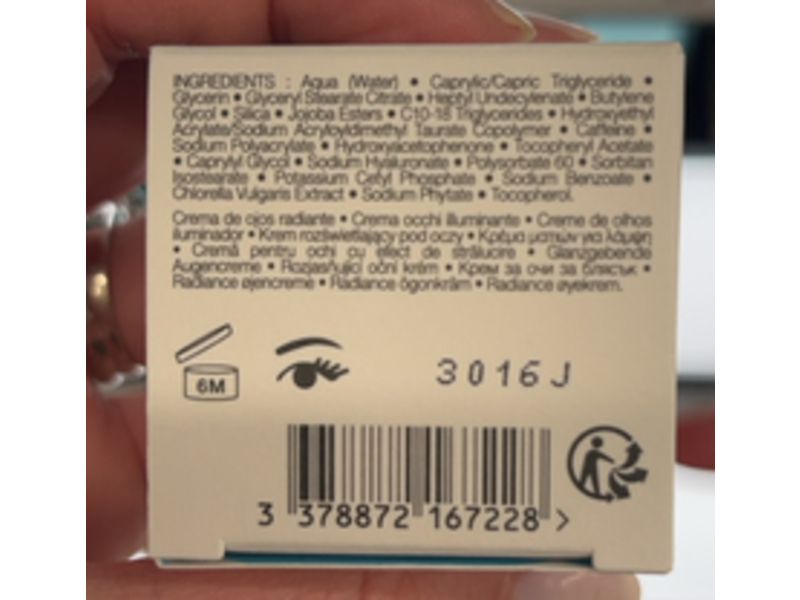 INGREDIENTS : Aqua (Water) • Caprylic/Capric Triglyceride •
Glycerin • Glyceryl Stearate Citrate • Heptyl Undecylenate • Butylene
Glycol • Silica • Jojoba Esters • C10-18 Triglycerides • Hydroxyethyl
Acrylate/Sodium Acryloyldimethyl Taurate Copolymer • Caffeine •
Sodium Polyacrylate • Hydroxyacetophenone • Tocopheryl Acetate
• Caprylyl Glycol • Sodium Hyaluronate • Polysorbate 60 • Sorbitan
Isostearate • Potassium Cetyl Phosphate • Sodium Benzoate •
Chlorella Vulgaris Extract • Sodium Phytate • Tocopherol.
Crema de ojos radiante • Crema occhi illuminante • Creme de olhos
iluminador • Krem rozświetlający pod oczy • Κρέμα ματιών για λάμψη
• Cremă pentru ochi cu efect de strălucire • Glanzgebende
Augencreme • Rozjasňující oční krém • Крем за очи за блясък •
Radiance øjencreme • Radiance ögonkräm • Radiance øyekrem.
6M
3016J
3 378872 167228 >